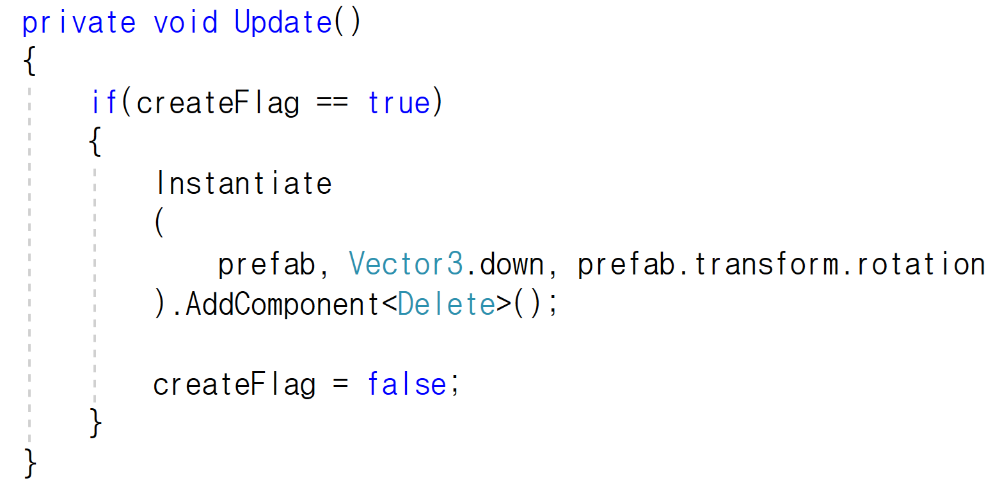 private void Update()
{
if(createFlag == true)
{
Instantiate
(
prefab, Vector3.down, prefab.transform.rotation
).AddComponent<Delete>();
createFlag = false;
}
}